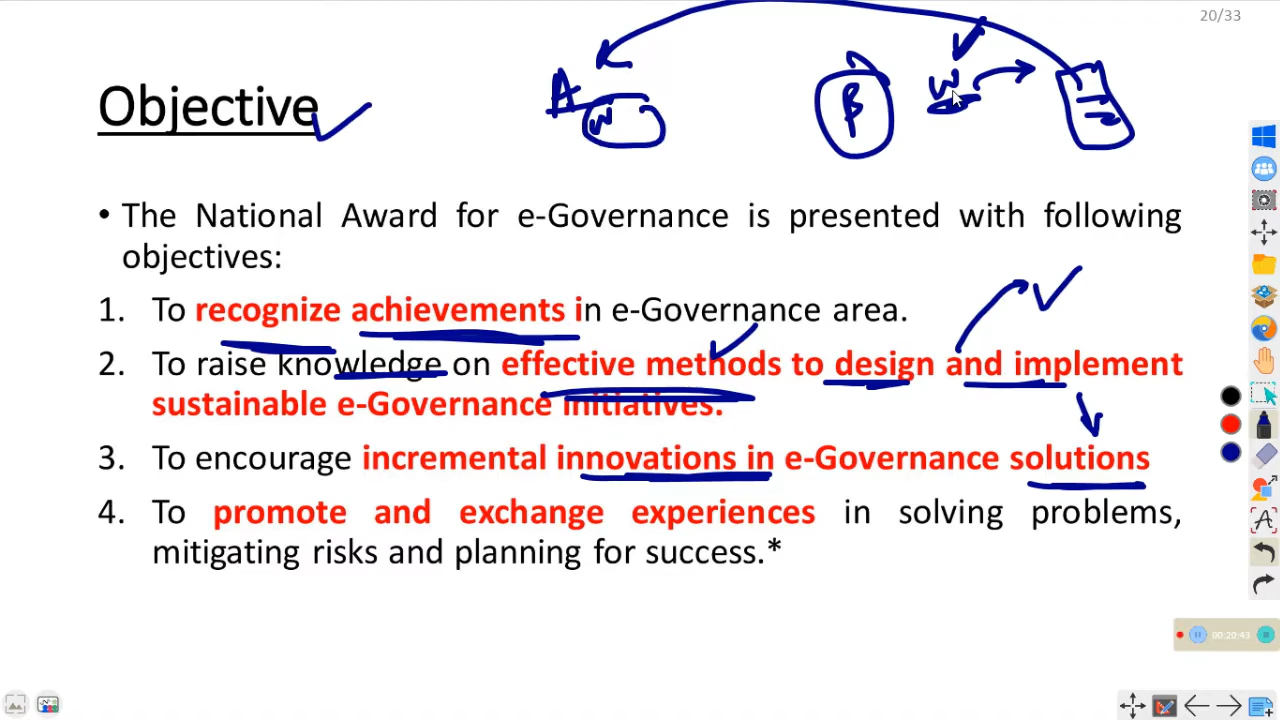 20/33
A
W
B
W
Objective
• The National Award for e-Governance is presented with following
objectives:
1. To recognize achievements in e-Governance area.
2. To raise knowledge on effective methods to design and implement
sustainable e-Governance initiatives.
3. To encourage incremental innovations in e-Governance solutions
4. To promote and exchange experiences in solving problems,
mitigating risks and planning for success.*
00:20:43